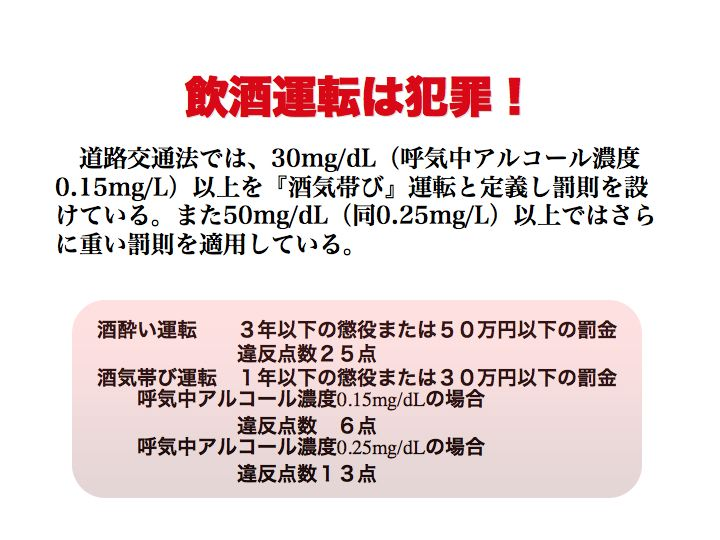 飲酒運転は犯罪！
　道路交通法では、30mg/dL（呼気中アルコール濃度
0.15mg/L）以上を『酒気帯び』運転と定義し罰則を設
けている。また50mg/dL（同0.25mg/L）以上ではさら
に重い罰則を適用している。
酒酔い運転　　３年以下の懲役または５０万円以下の罰金
違反点数２５点
酒気帯び運転　１年以下の懲役または３０万円以下の罰金
呼気中アルコール濃度0.15mg/dLの場合
違反点数　６点
呼気中アルコール濃度0.25mg/dLの場合
違反点数１３点